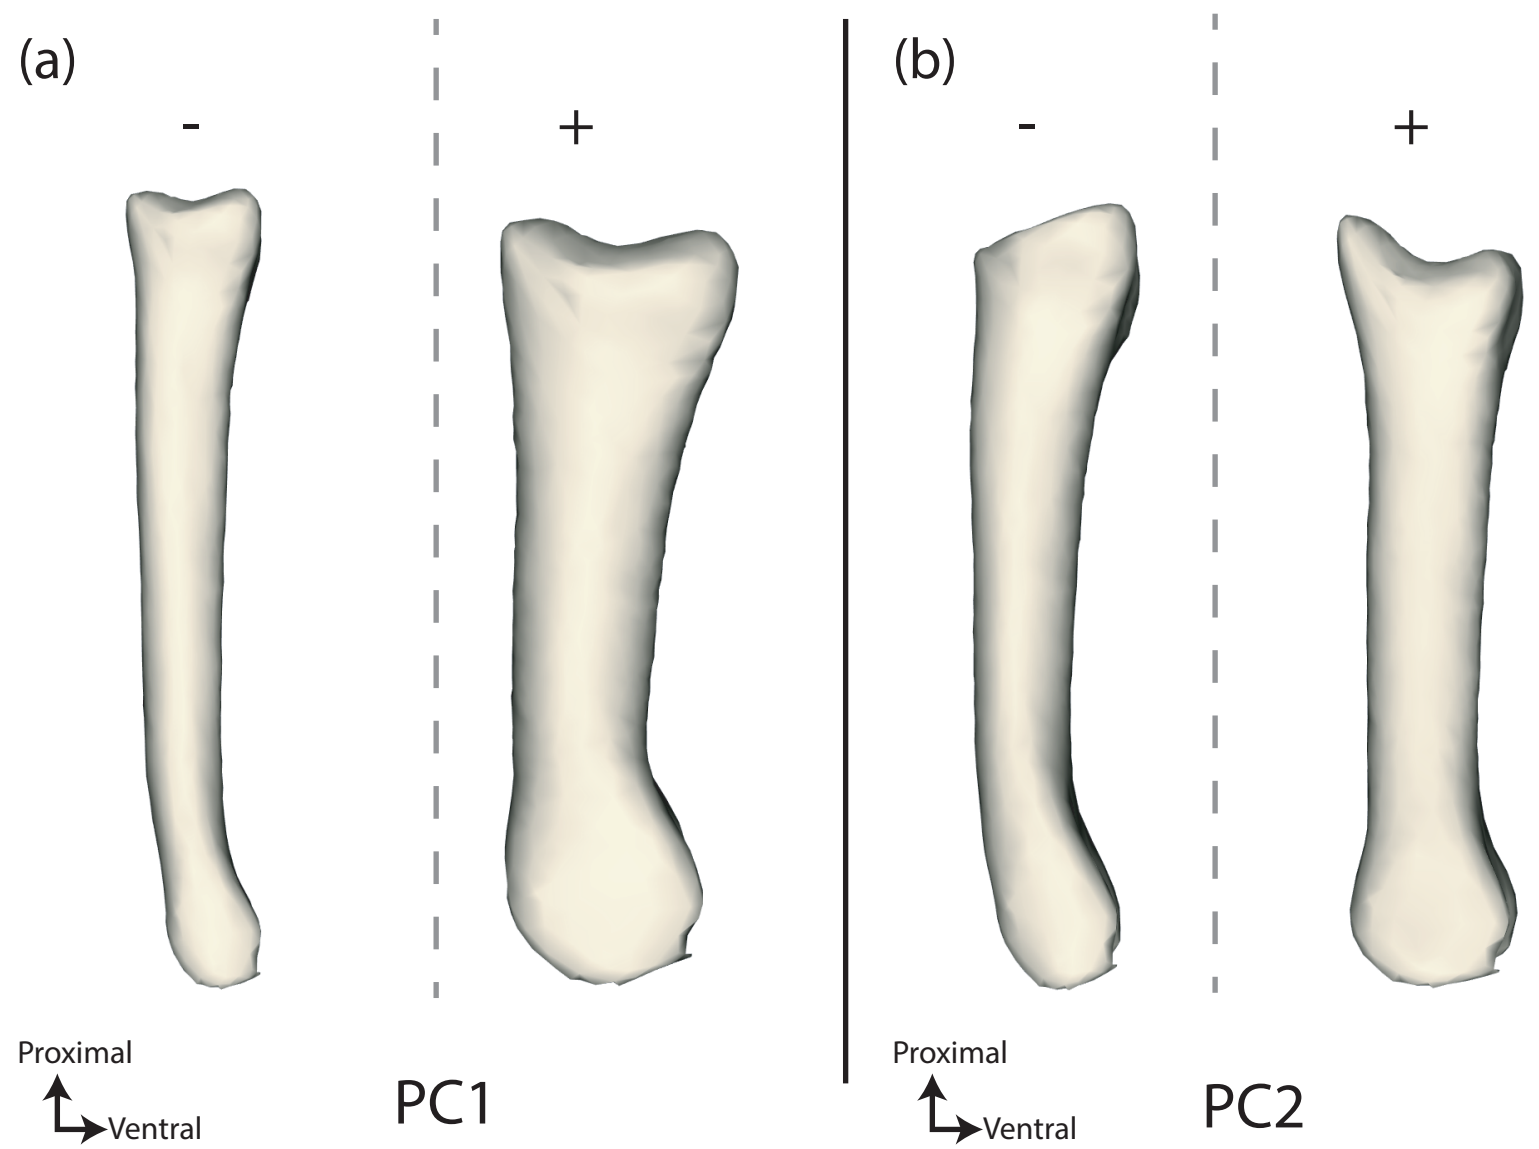 (a)
- +
Proximal
Ventral
PC1
(b)
- +
Proximal
Ventral
PC2